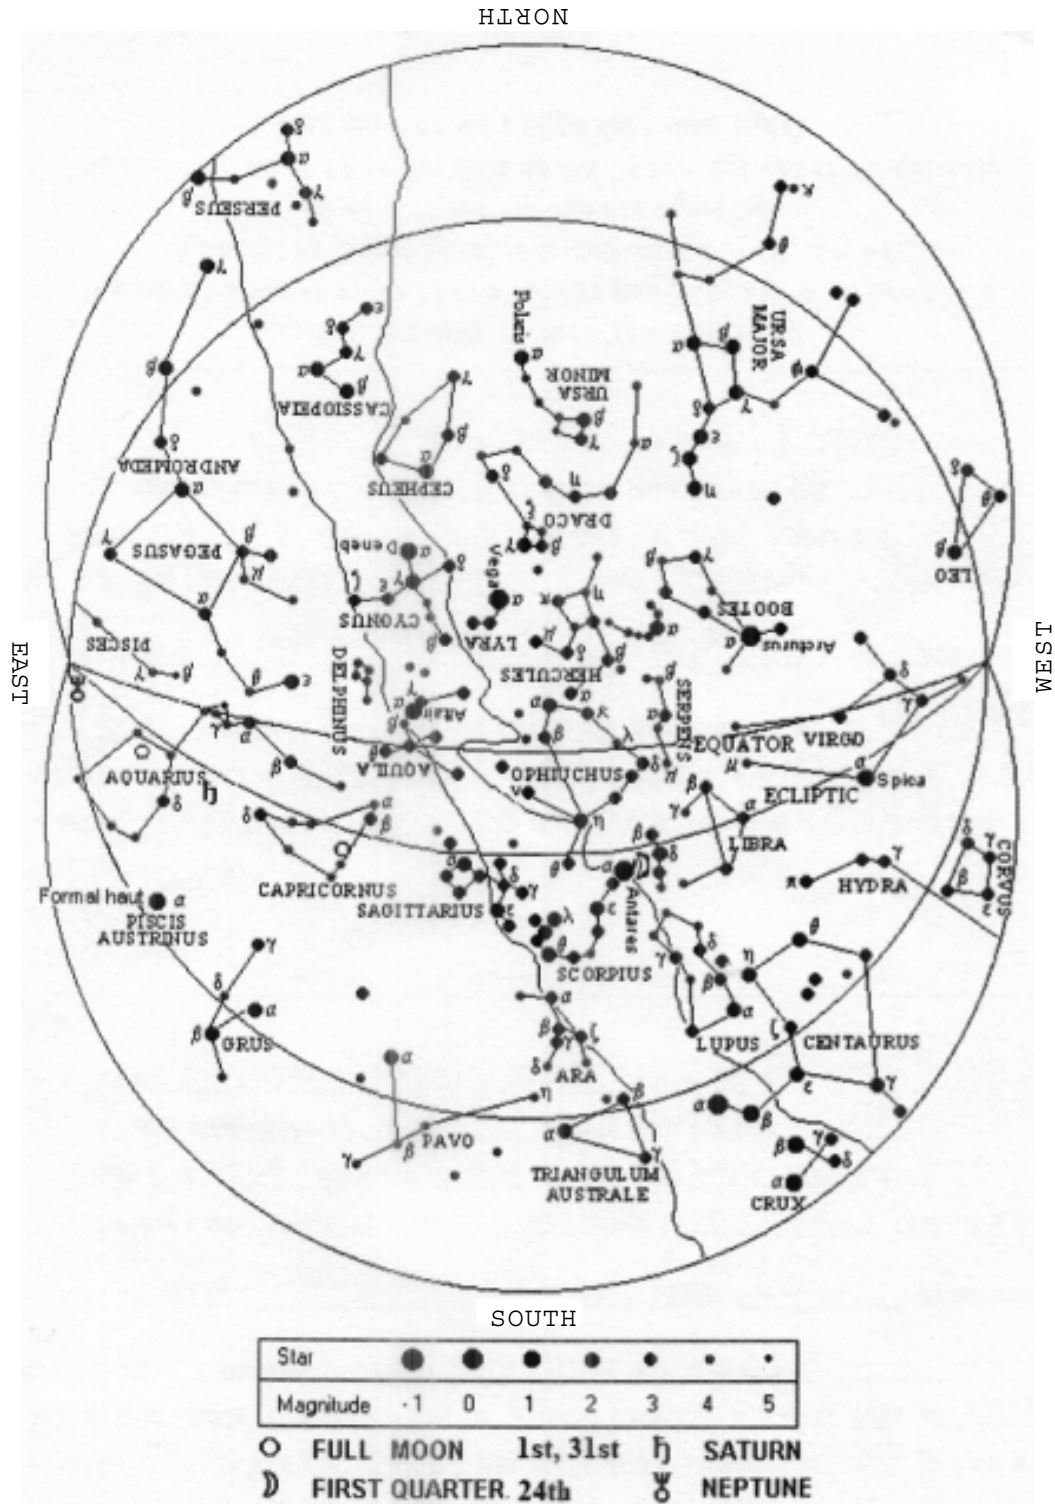 NORTH
δ
α
β
γ
PERSEUS
κ
θ
γ
ε
δ
γ
α
β
CASSIOPEIA
Polaris
α
URSA
MINOR
β
γ
α
β
URSA
MAJOR
γ
δ
ε
ζ
η
β
δ
ANDROMEDA
α
γ
β
α
CEPHEUS
δ
η
α
DRACO
ξ
γ
β
δ
θ
β
LEO
γ
PEGASUS
β
μ
α
β
ε
Deneb
α
γ
δ
ε
ζ
CYGNUS
β
Vega
α
LYRA
π
η
μ
δ
β
HERCULES
β
γ
BOOTES
α
α
Arcturus
EAST
WEST
PISCES
γ
β
DELPHINUS
γ
α
Altair
β
θ
AQUILA
α
κ
β
λ
β
α
SERPENS
μ
δ
γ
EQUATOR
VIRGO
μ
α
Spica
ECLIPTIC
γ
α
β
AQUARIUS
δ
OPHIUCHUS
ν
δ
η
θ
β
γ
α
LIBRA
δ
α
β
CAPRICORNUS
SAGITTARIUS
δ
γ
ε
α
Antares
β
δ
π
HYDRA
γ
δ
γ
β
ε
CORVUS
Formal haut
α
PISCIS
AUSTRINUS
λ
ε
θ
SCORPIUS
γ
δ
β
α
LUPUS
η
θ
ζ
CENTAURUS
ε
γ
α
β
γ
δ
α
β
GRUS
α
β
ζ
γ
δ
ARA
α
η
β
PAVO
γ
β
α
γ
TRIANGULUM
AUSTRALE
γ
β
δ
α
CRUX
SOUTH
Star
Magnitude -1 0 1 2 3 4 5
FULL MOON 1st, 31st ♄ SATURN
FIRST QUARTER. 24th ♆ NEPTUNE